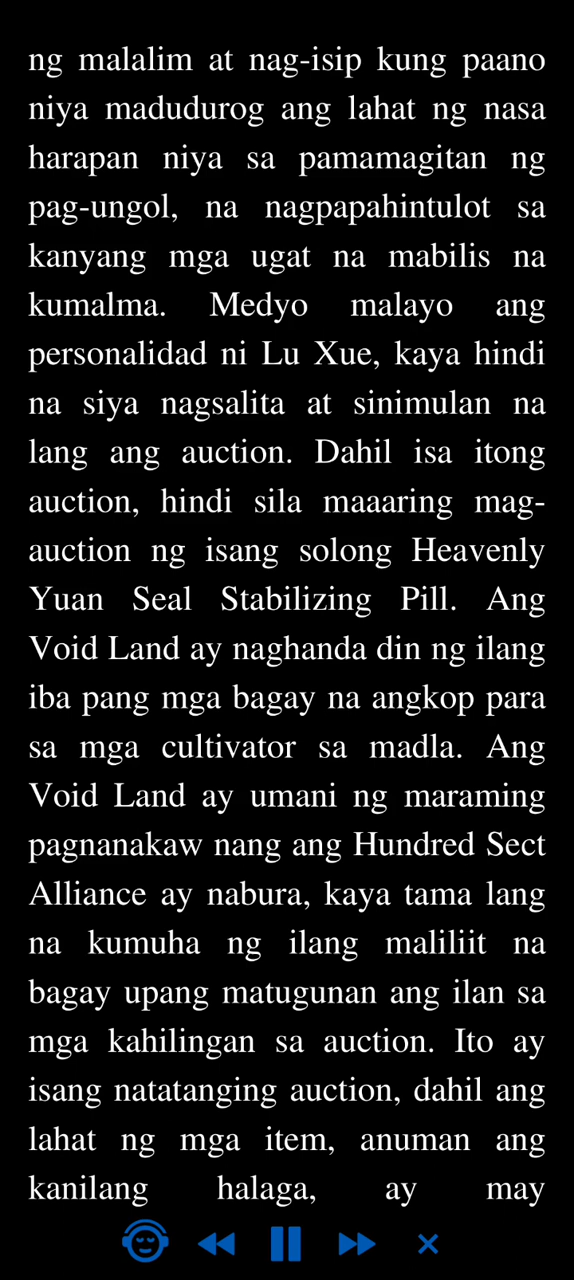 ng malalim at nag-isip kung paano
niya madudurog ang lahat ng nasa
harapan niya sa pamamagitan ng
pag-ungol, na nagpapahintulot sa
kanyang mga ugat na mabilis na
kumalma. Medyo malayo ang
personalidad ni Lu Xue, kaya hindi
na siya nagsalita at sinimulan na
lang ang auction. Dahil isa itong
auction, hindi sila maaaring mag-
auction ng isang solong Heavenly
Yuan Seal Stabilizing Pill. Ang
Void Land ay naghanda din ng ilang
iba pang mga bagay na angkop para
sa mga cultivator sa madla. Ang
Void Land ay umani ng maraming
pagnanakaw nang ang Hundred Sect
Alliance ay nabura, kaya tama lang
na kumuha ng ilang maliliit na
bagay upang matugunan ang ilan sa
mga kahilingan sa auction. Ito ay
isang natatanging auction, dahil ang
lahat ng mga item, anuman ang
kanilang halaga, ay may